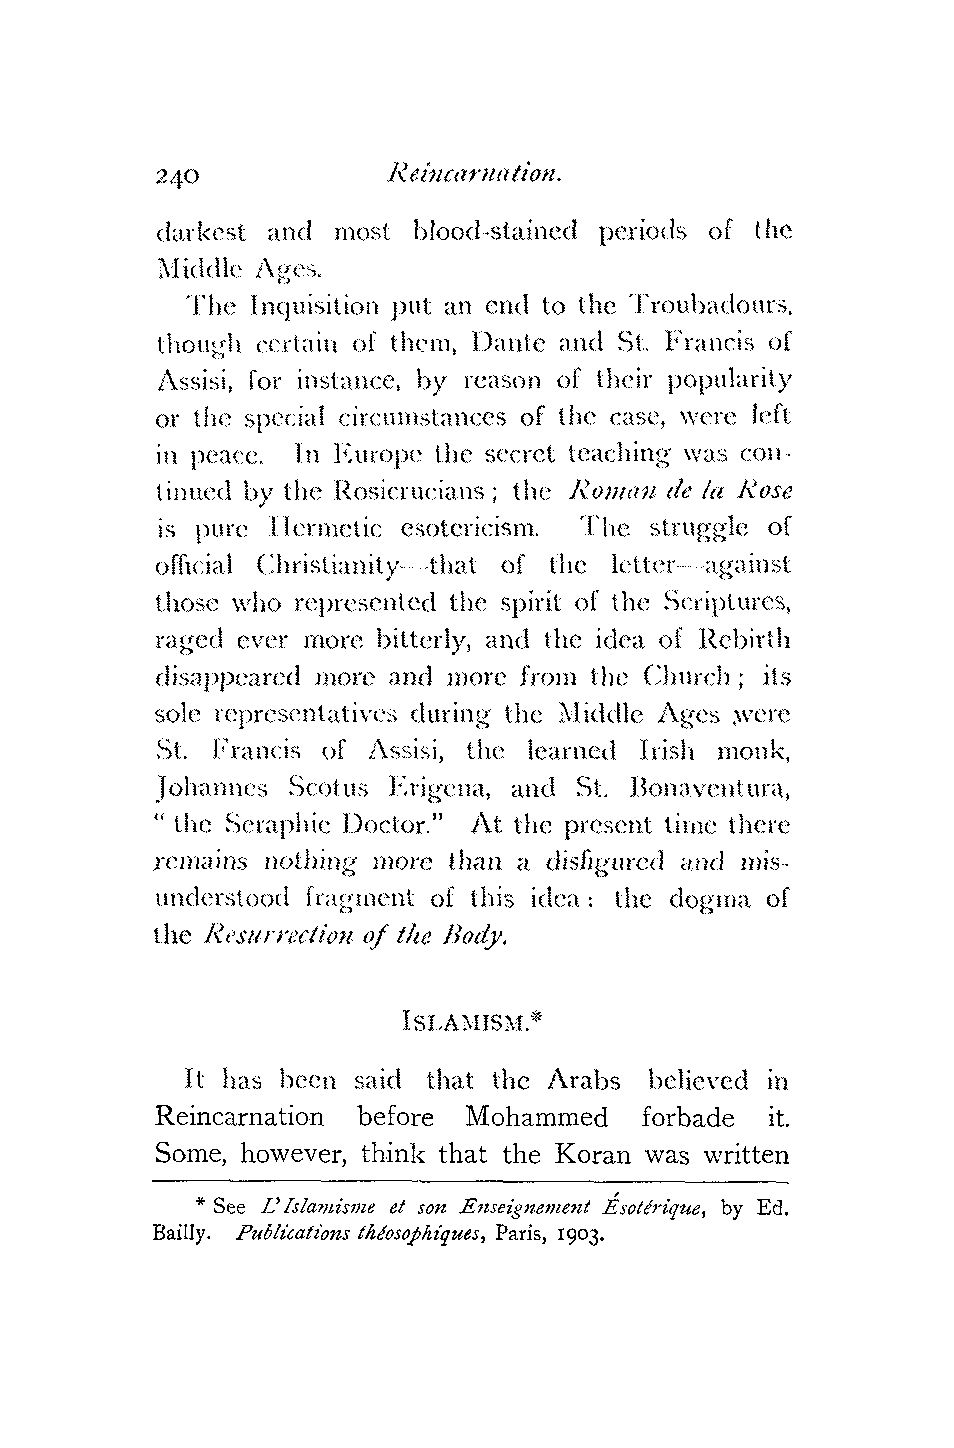 240 Reincarnation.
darkest and most blood-stained periods of the
Middle Ages.
The Inquisition put an end to the Troubadours,
though certain of them, Dante and St. Francis of
Assisi, for instance, by reason of their popularity
or the special circumstances of the case, were left
in peace. In Europe the secret teaching was con-
tinued by the Rosicrucians; the Roman de la Rose
is pure Hermetic esotericism. The struggle of
official Christianity—that of the letter—against
those who represented the spirit of the Scriptures,
raged ever more bitterly, and the idea of Rebirth
disappeared more and more from the Church; its
sole representatives during the Middle Ages were
St. Francis of Assisi, the learned Irish monk,
Johannes Scotus Erigena, and St. Bonaventura,
“the Seraphic Doctor.” At the present time there
remains nothing more than a disfigured and mis-
understood fragment of this idea: the dogma of
the Resurrection of the Body.
ISLAMISM.*
It has been said that the Arabs believed in
Reincarnation before Mohammed forbade it.
Some, however, think that the Koran was written
* See L'Islamisme et son Enseignement Ésotérique, by Ed.
Bailly. Publications théosophiques, Paris, 1903.